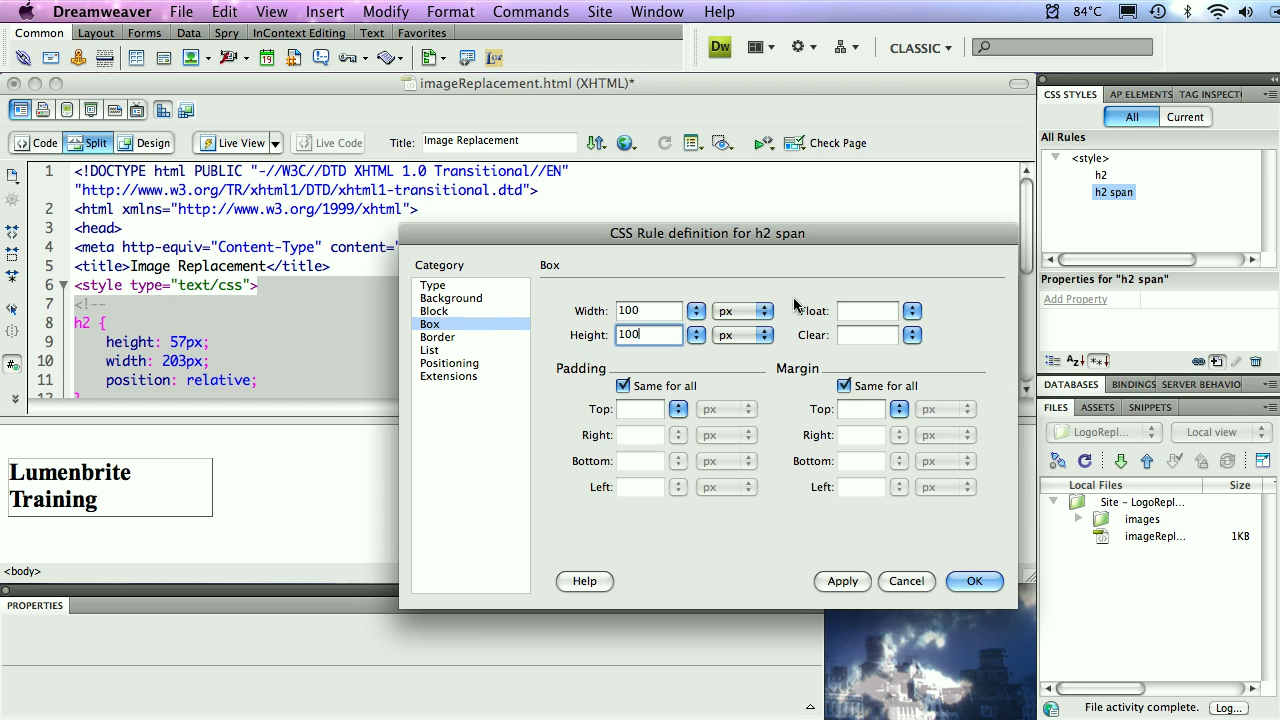 Dreamweaver File Edit View Insert Modify Format Commands Site Window Help 84°C
Common Layout Forms Data Spry InContext Editing Text Favorites
Dw CLASSIC
imageReplacement.html (XHTML)*
Code Split Design Live View Live Code Title: Image Replacement Check Page
1 <!DOCTYPE html PUBLIC "-//W3C//DTD XHTML 1.0 Transitional//EN"
"http://www.w3.org/TR/xhtml1/DTD/xhtml1-transitional.dtd">
2 <html xmlns="http://www.w3.org/1999/xhtml">
3 <head>
4 <meta http-equiv="Content-Type" content="
5 <title>Image Replacement</title>
6 <style type="text/css">
7 <!--
8 h2 {
9 height: 57px;
10 width: 203px;
11 position: relative;
12 }
Lumenbrite
Training
<body>
PROPERTIES
CSS Rule definition for h2 span
Category
Type
Background
Block
Box
Border
List
Positioning
Extensions
Box
Width: 100 px Float:
Height: 100 px Clear:
Padding Margin
Same for all Same for all
Top: px Top: px
Right: px Right: px
Bottom: px Bottom: px
Left: px Left: px
Help Apply Cancel OK
CSS STYLES AP ELEMENTS TAG INSPECT
All Current
All Rules
<style>
h2
h2 span
Properties for "h2 span"
Add Property
DATABASES BINDINGS SERVER BEHAVIO
FILES ASSETS SNIPPETS
LogoRepl... Local view
Local Files Size
Site - LogoRepl...
images
imageRepl... 1KB
File activity complete. Log...